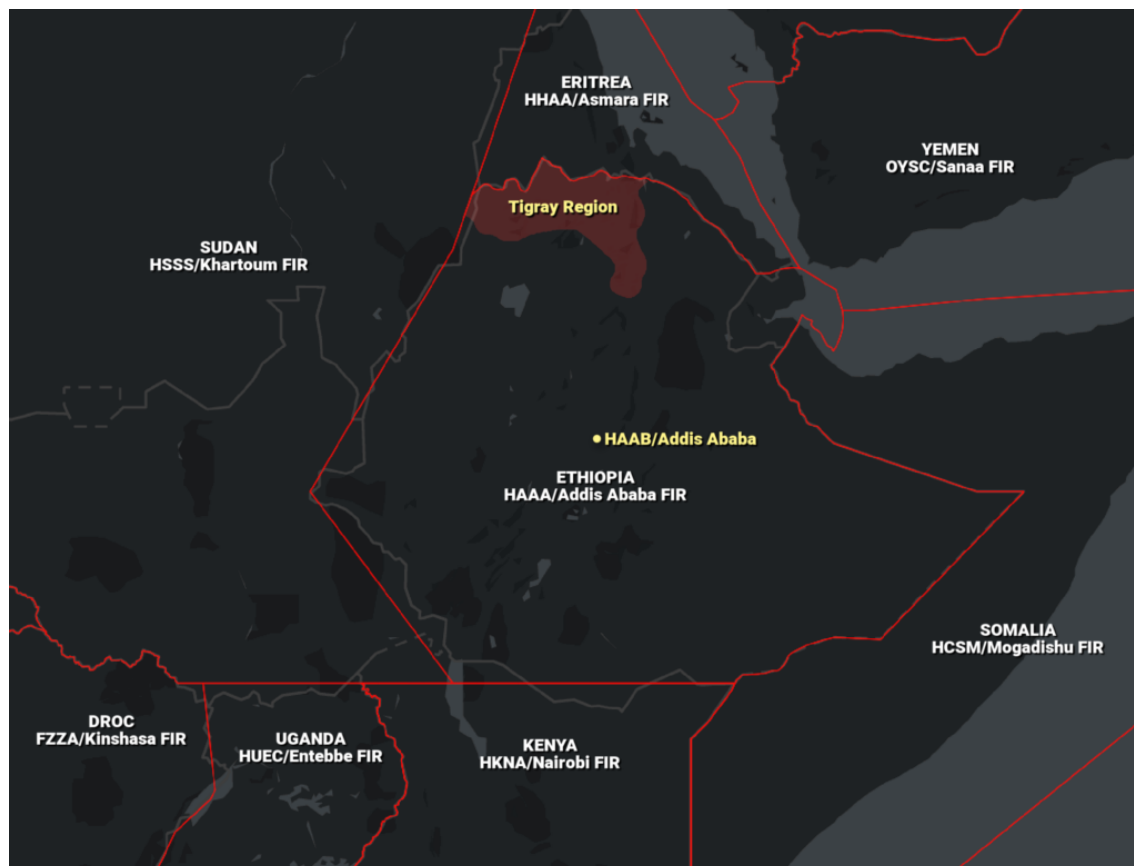 ERITREA
HHAA/Asmara FIR
YEMEN
OYSC/Sanaa FIR
Tigray Region
SUDAN
HSSS/Khartoum FIR
HAAB/Addis Ababa
ETHIOPIA
HAAA/Addis Ababa FIR
SOMALIA
HCSM/Mogadishu FIR
DROC
FZZA/Kinshasa FIR
UGANDA
HUEC/Entebbe FIR
KENYA
HKNA/Nairobi FIR